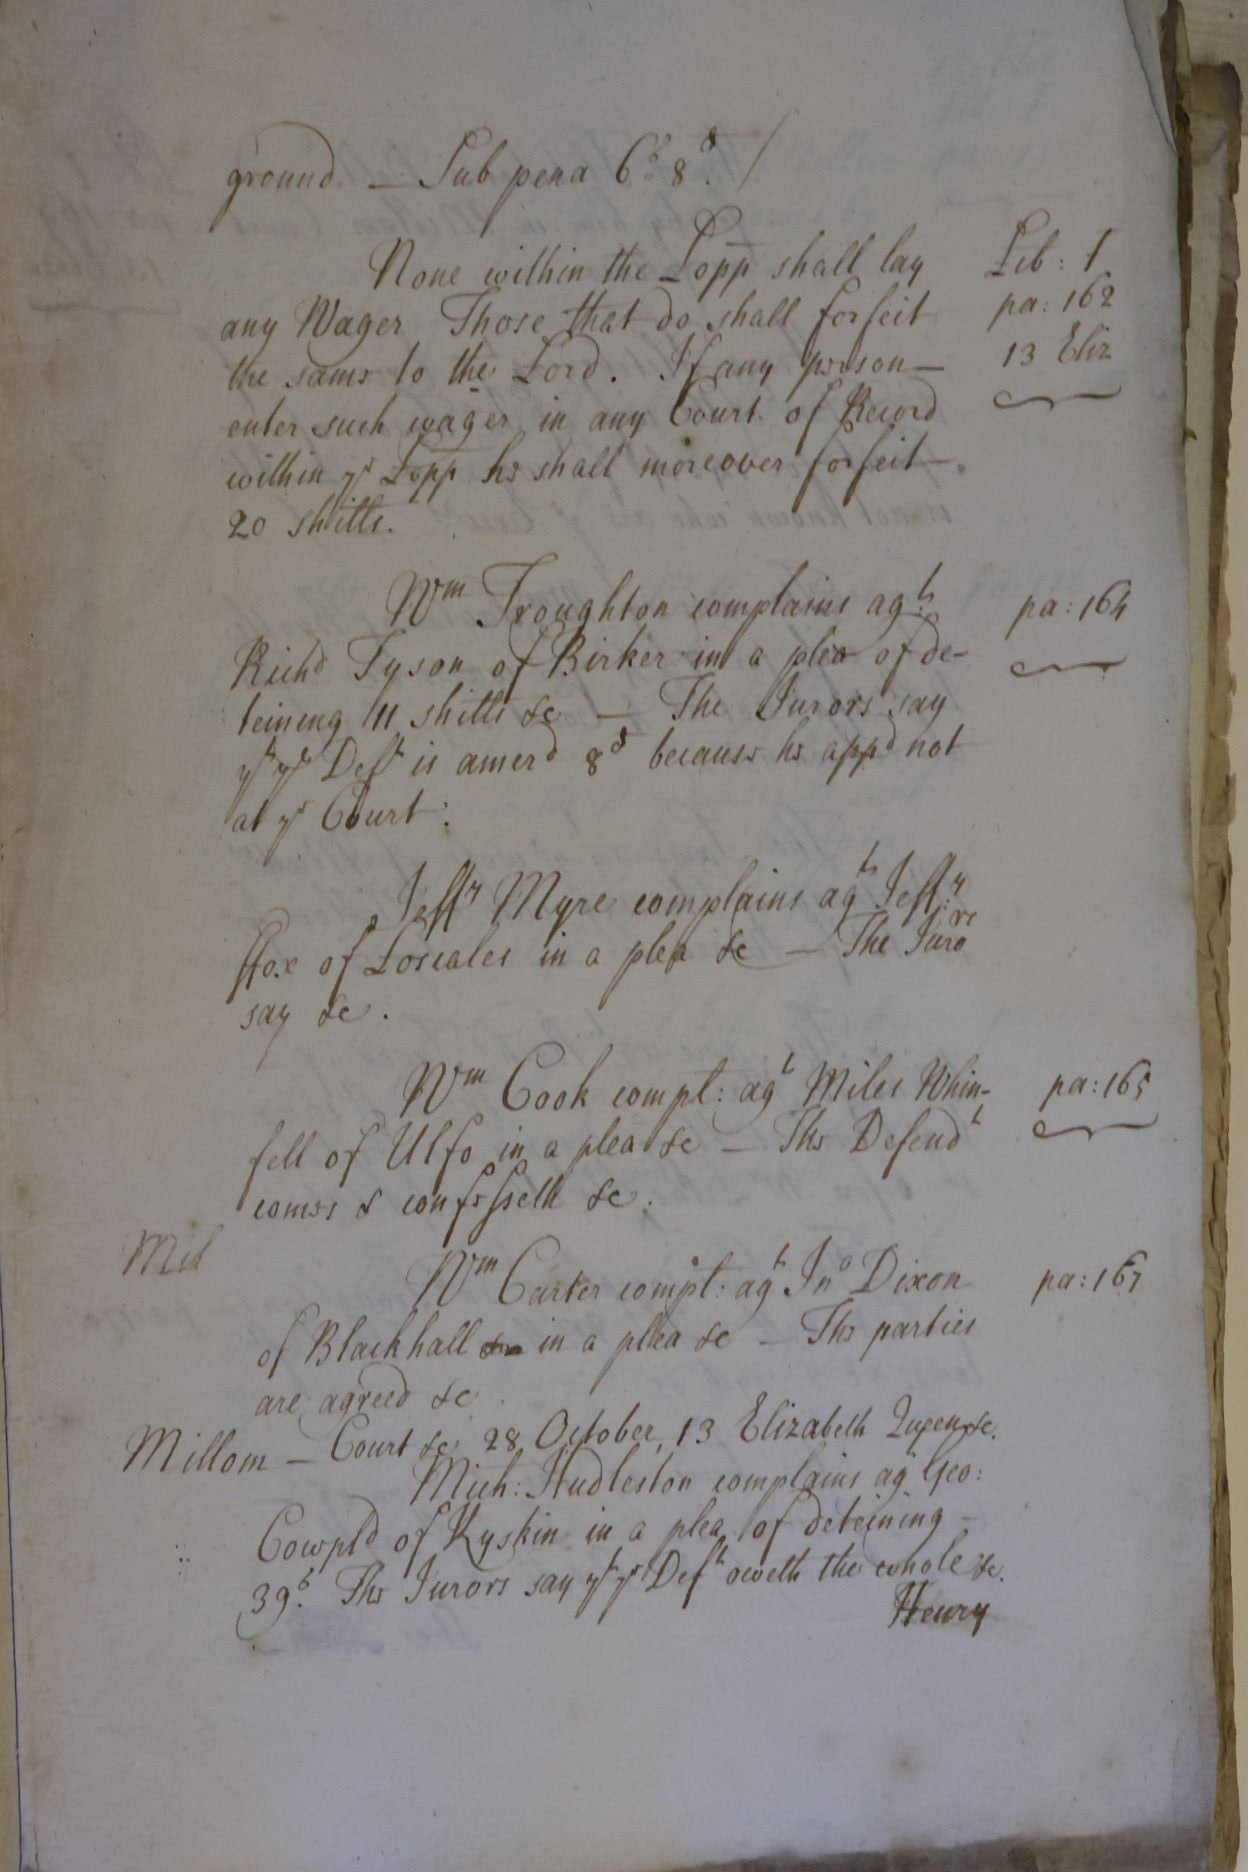 ground — Sub pena 6s. 8d. /
None within the Lopp shall lay
Lib: 1
any Wager Those that do shall forfeit
pa: 162
the same to the Lord. If any person —
13 Eliz
enter such wager in any Court of Record
within ye Lopp he shall moreover forfeit —
20 shills.
Wm Troughton complains agt.
pa: 164
Richd Tyson of Birker in a plea of de-
teining 11 shills &c — The Jurors say
yt ye Deft is amerd 8d because he appd not
at ye Court.
Jeffy Myre complains agt Jeff:y
ffox of Loscales in a plea &c — The Jurors
say &c.
Wm Cook compl:t agt Miles Whin-
pa: 165
fell of Ulfo in a plea &c — The Defendt
comes & confesseth &c.
Mil
Wm Carter compl:t agt Jno Dixon
pa: 167
of Blackhall in a plea &c — The parties
are agreed &c
Millom — Court &c 28 October, 13 Elizabeth Queen &c.
Mich: Hudleston complains agt Geo:
Cowpld of Kyskin in a plea of deteining —
39s. The Jurors say yt ye Deft oweth the whole &c.
Henry